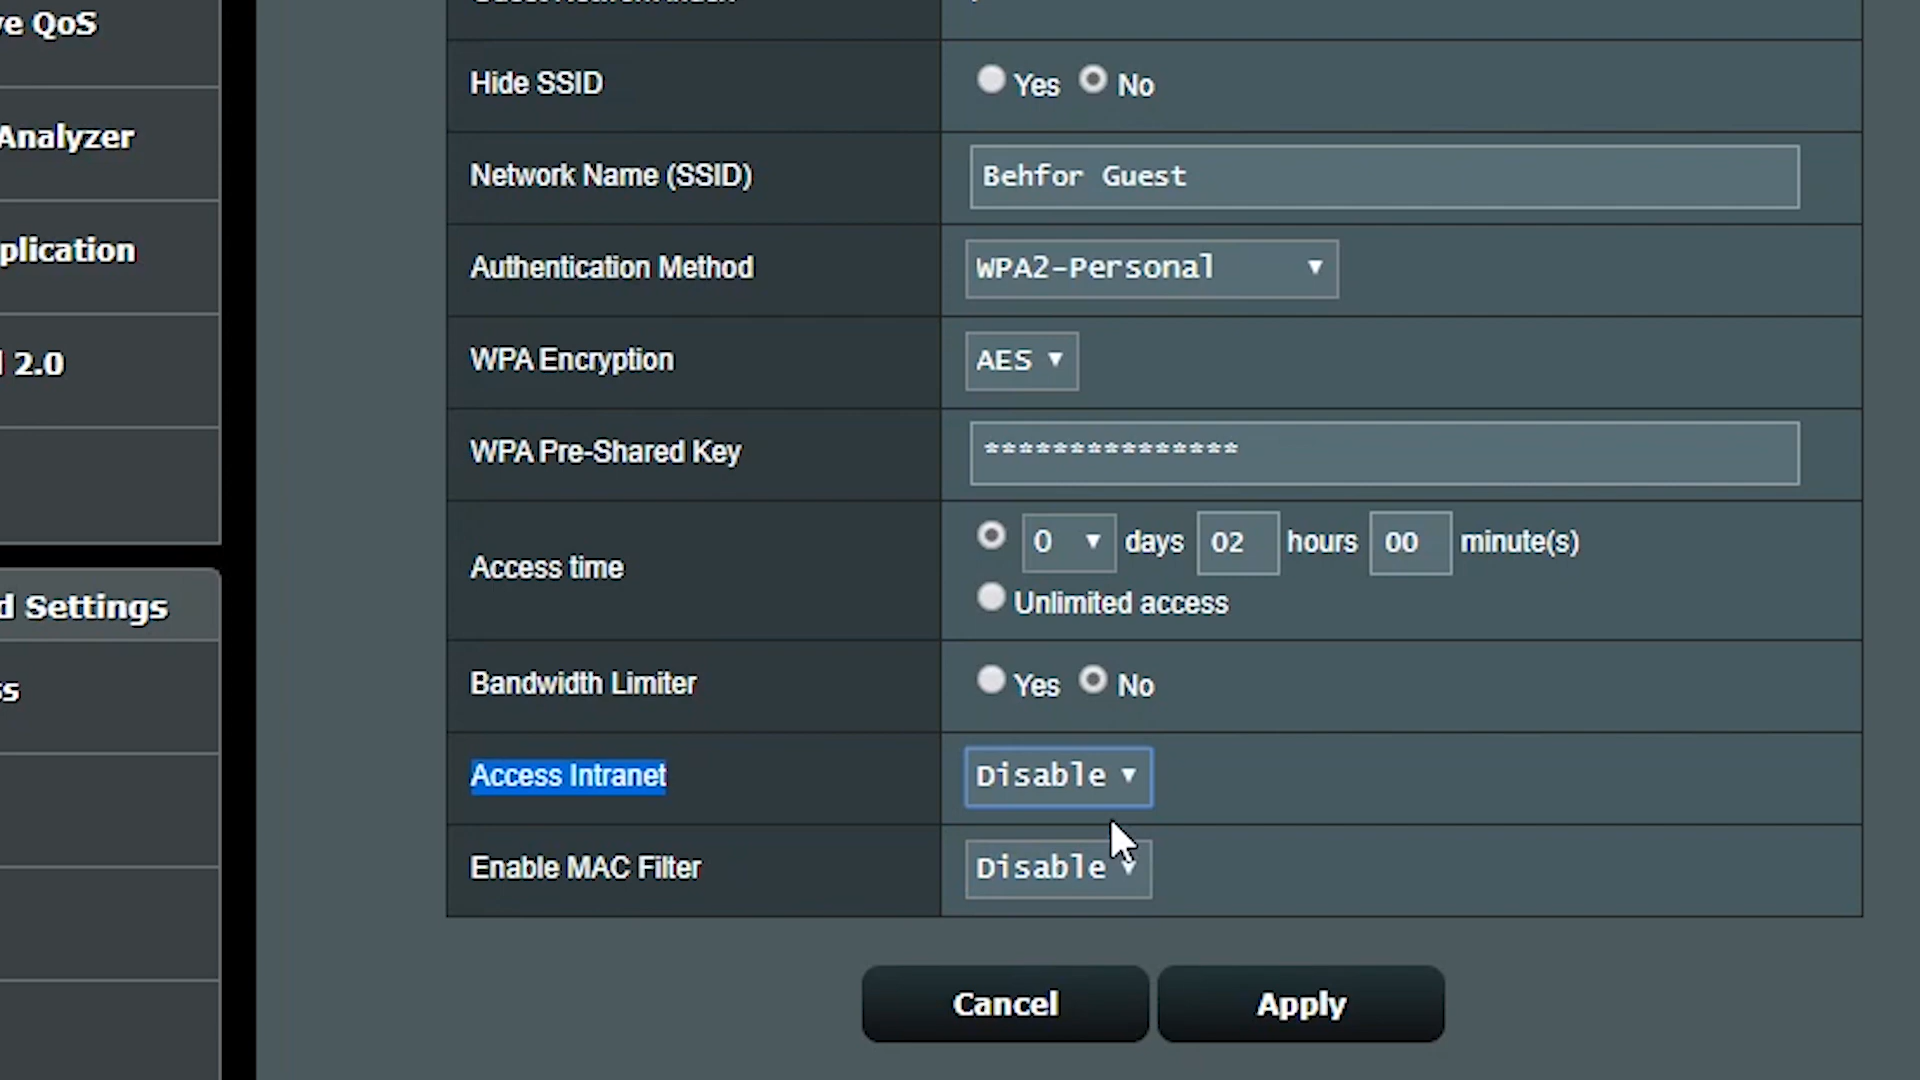 ve QoS
Analyzer
plication
2.0
d Settings
ss
Hide SSID
Yes No
Network Name (SSID)
Behfor Guest
Authentication Method
WPA2-Personal
WPA Encryption
AES
WPA Pre-Shared Key
***************
Access time
0 days 02 hours 00 minute(s)
Unlimited access
Bandwidth Limiter
Yes No
Access Intranet
Disable
Enable MAC Filter
Disable
Cancel Apply